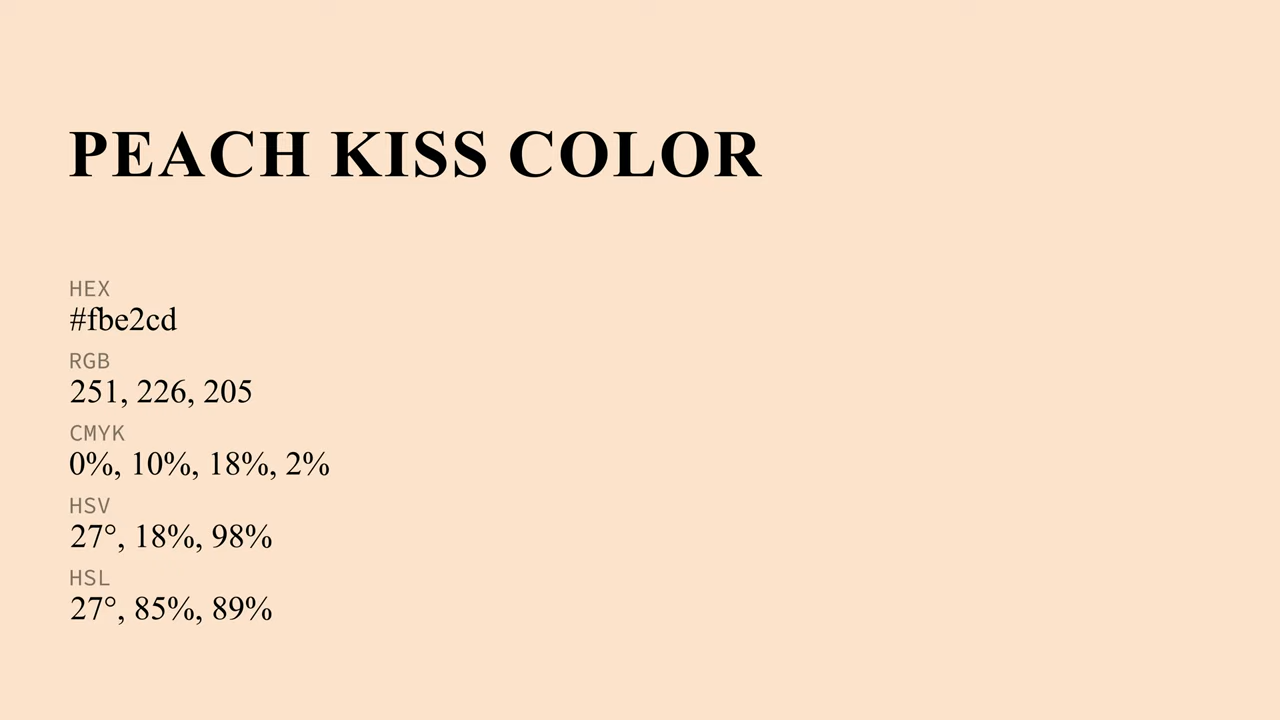 PEACH KISS COLOR
HEX
#fbe2cd
RGB
251, 226, 205
CMYK
0%, 10%, 18%, 2%
HSV
27°, 18%, 98%
HSL
27°, 85%, 89%